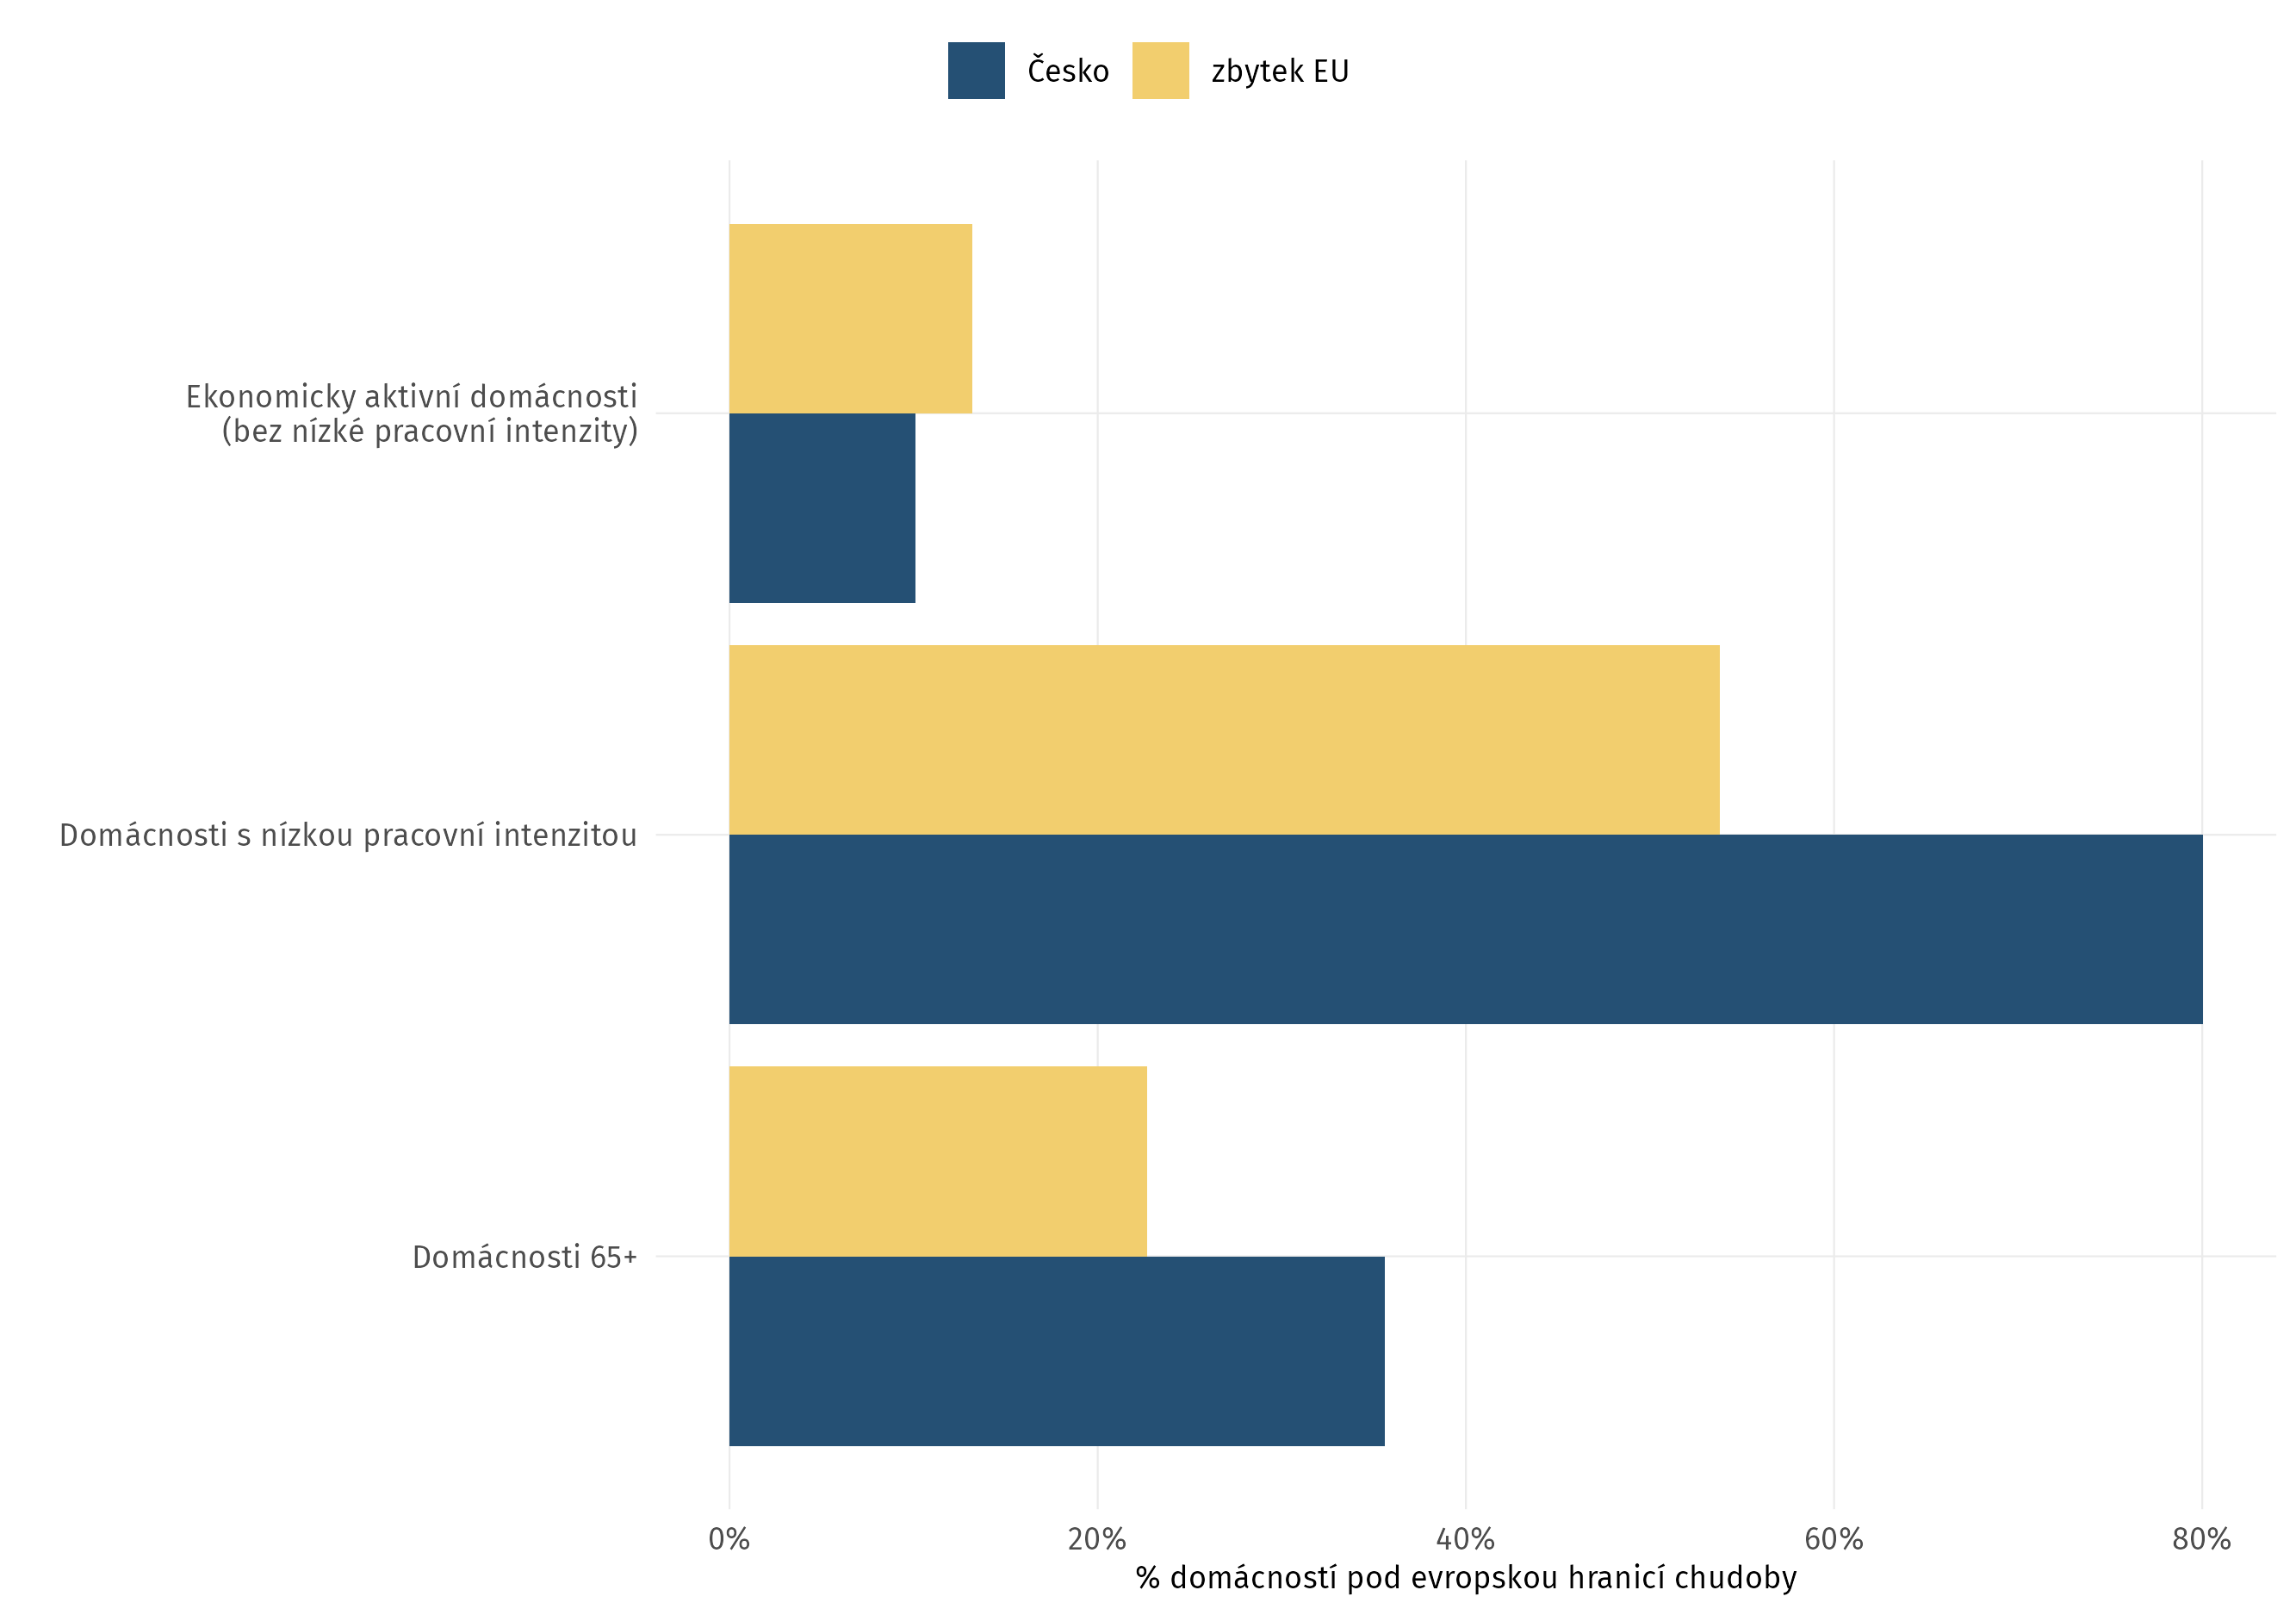 Česko
zbytek EU
Ekonomicky aktivní domácnosti
(bez nízké pracovní intenzity)
Domácnosti s nízkou pracovní intenzitou
Domácnosti 65+
0%
20%
40%
60%
80%
% domácností pod evropskou hranicí chudoby